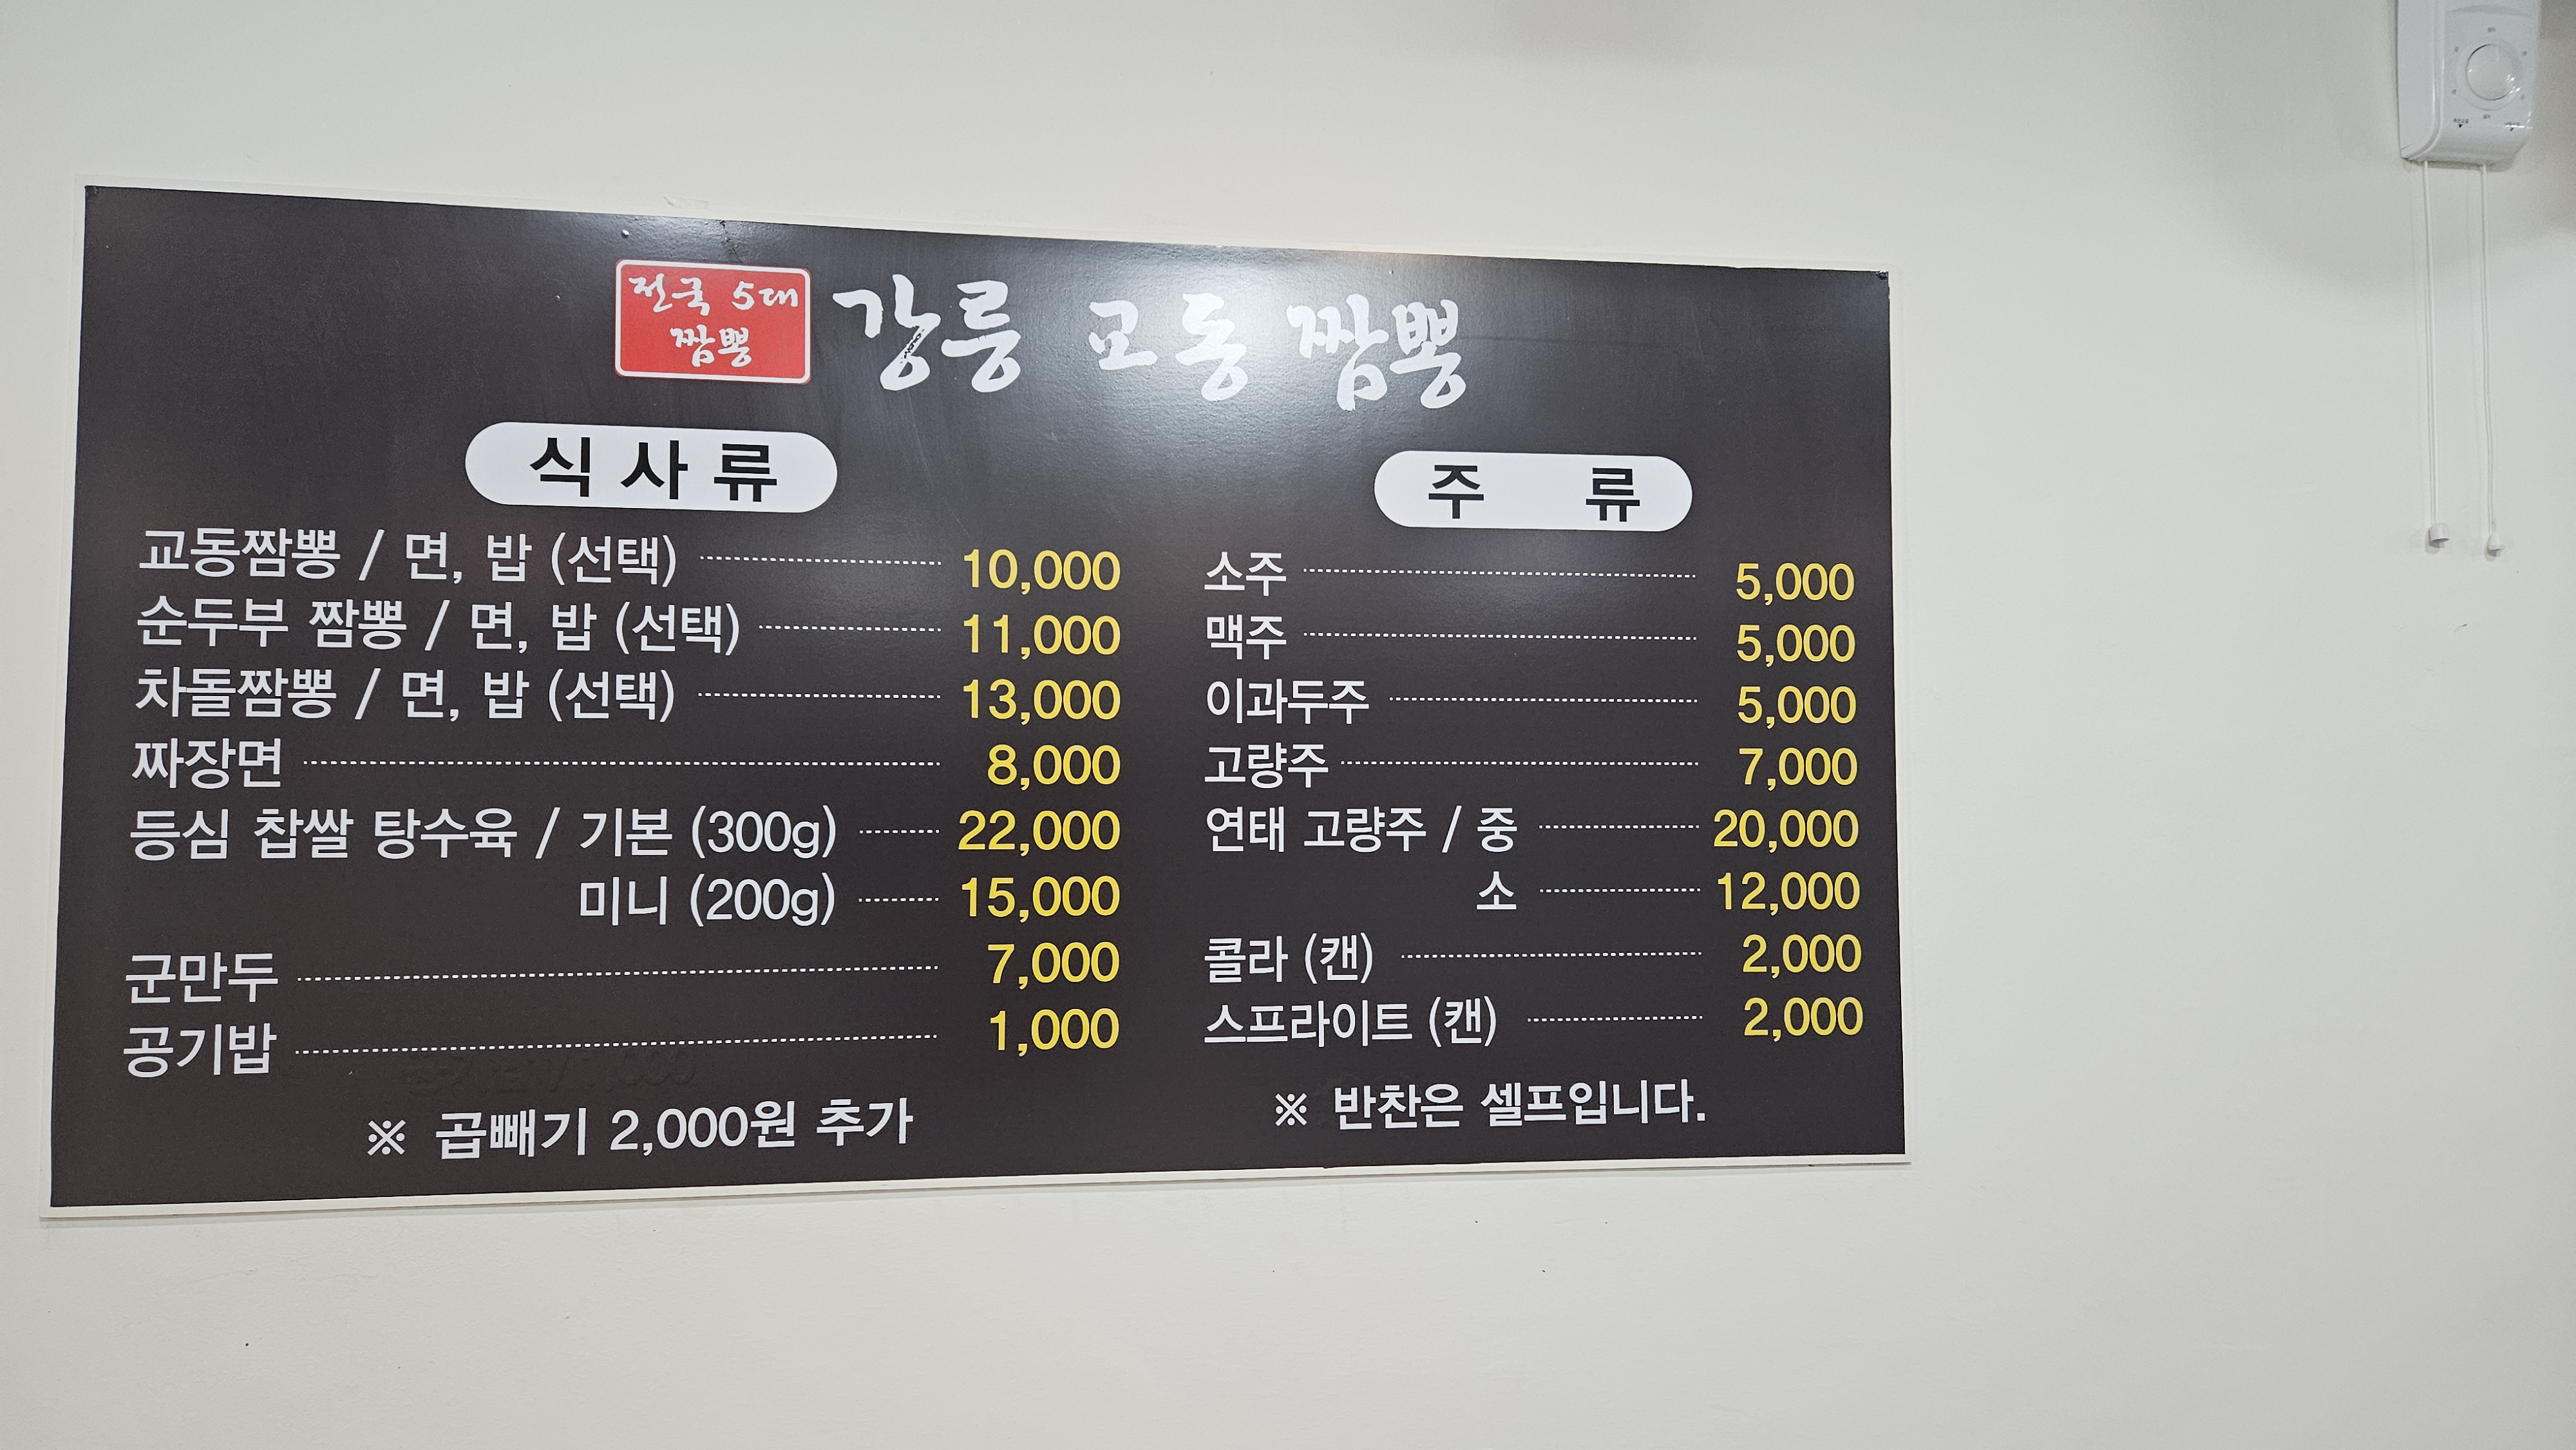 전국 5대
짬뽕
강릉 교동 짬뽕
식사류
교동짬뽕 / 면, 밥 (선택) 10,000
순두부 짬뽕 / 면, 밥 (선택) 11,000
차돌짬뽕 / 면, 밥 (선택) 13,000
짜장면 8,000
등심 찹쌀 탕수육 / 기본 (300g) 22,000
미니 (200g) 15,000
군만두 7,000
공기밥 1,000
※ 곱빼기 2,000원 추가
주 류
소주 5,000
맥주 5,000
이과두주 5,000
고량주 7,000
연태 고량주 / 중 20,000
소 12,000
콜라 (캔) 2,000
스프라이트 (캔) 2,000
※ 반찬은 셀프입니다.